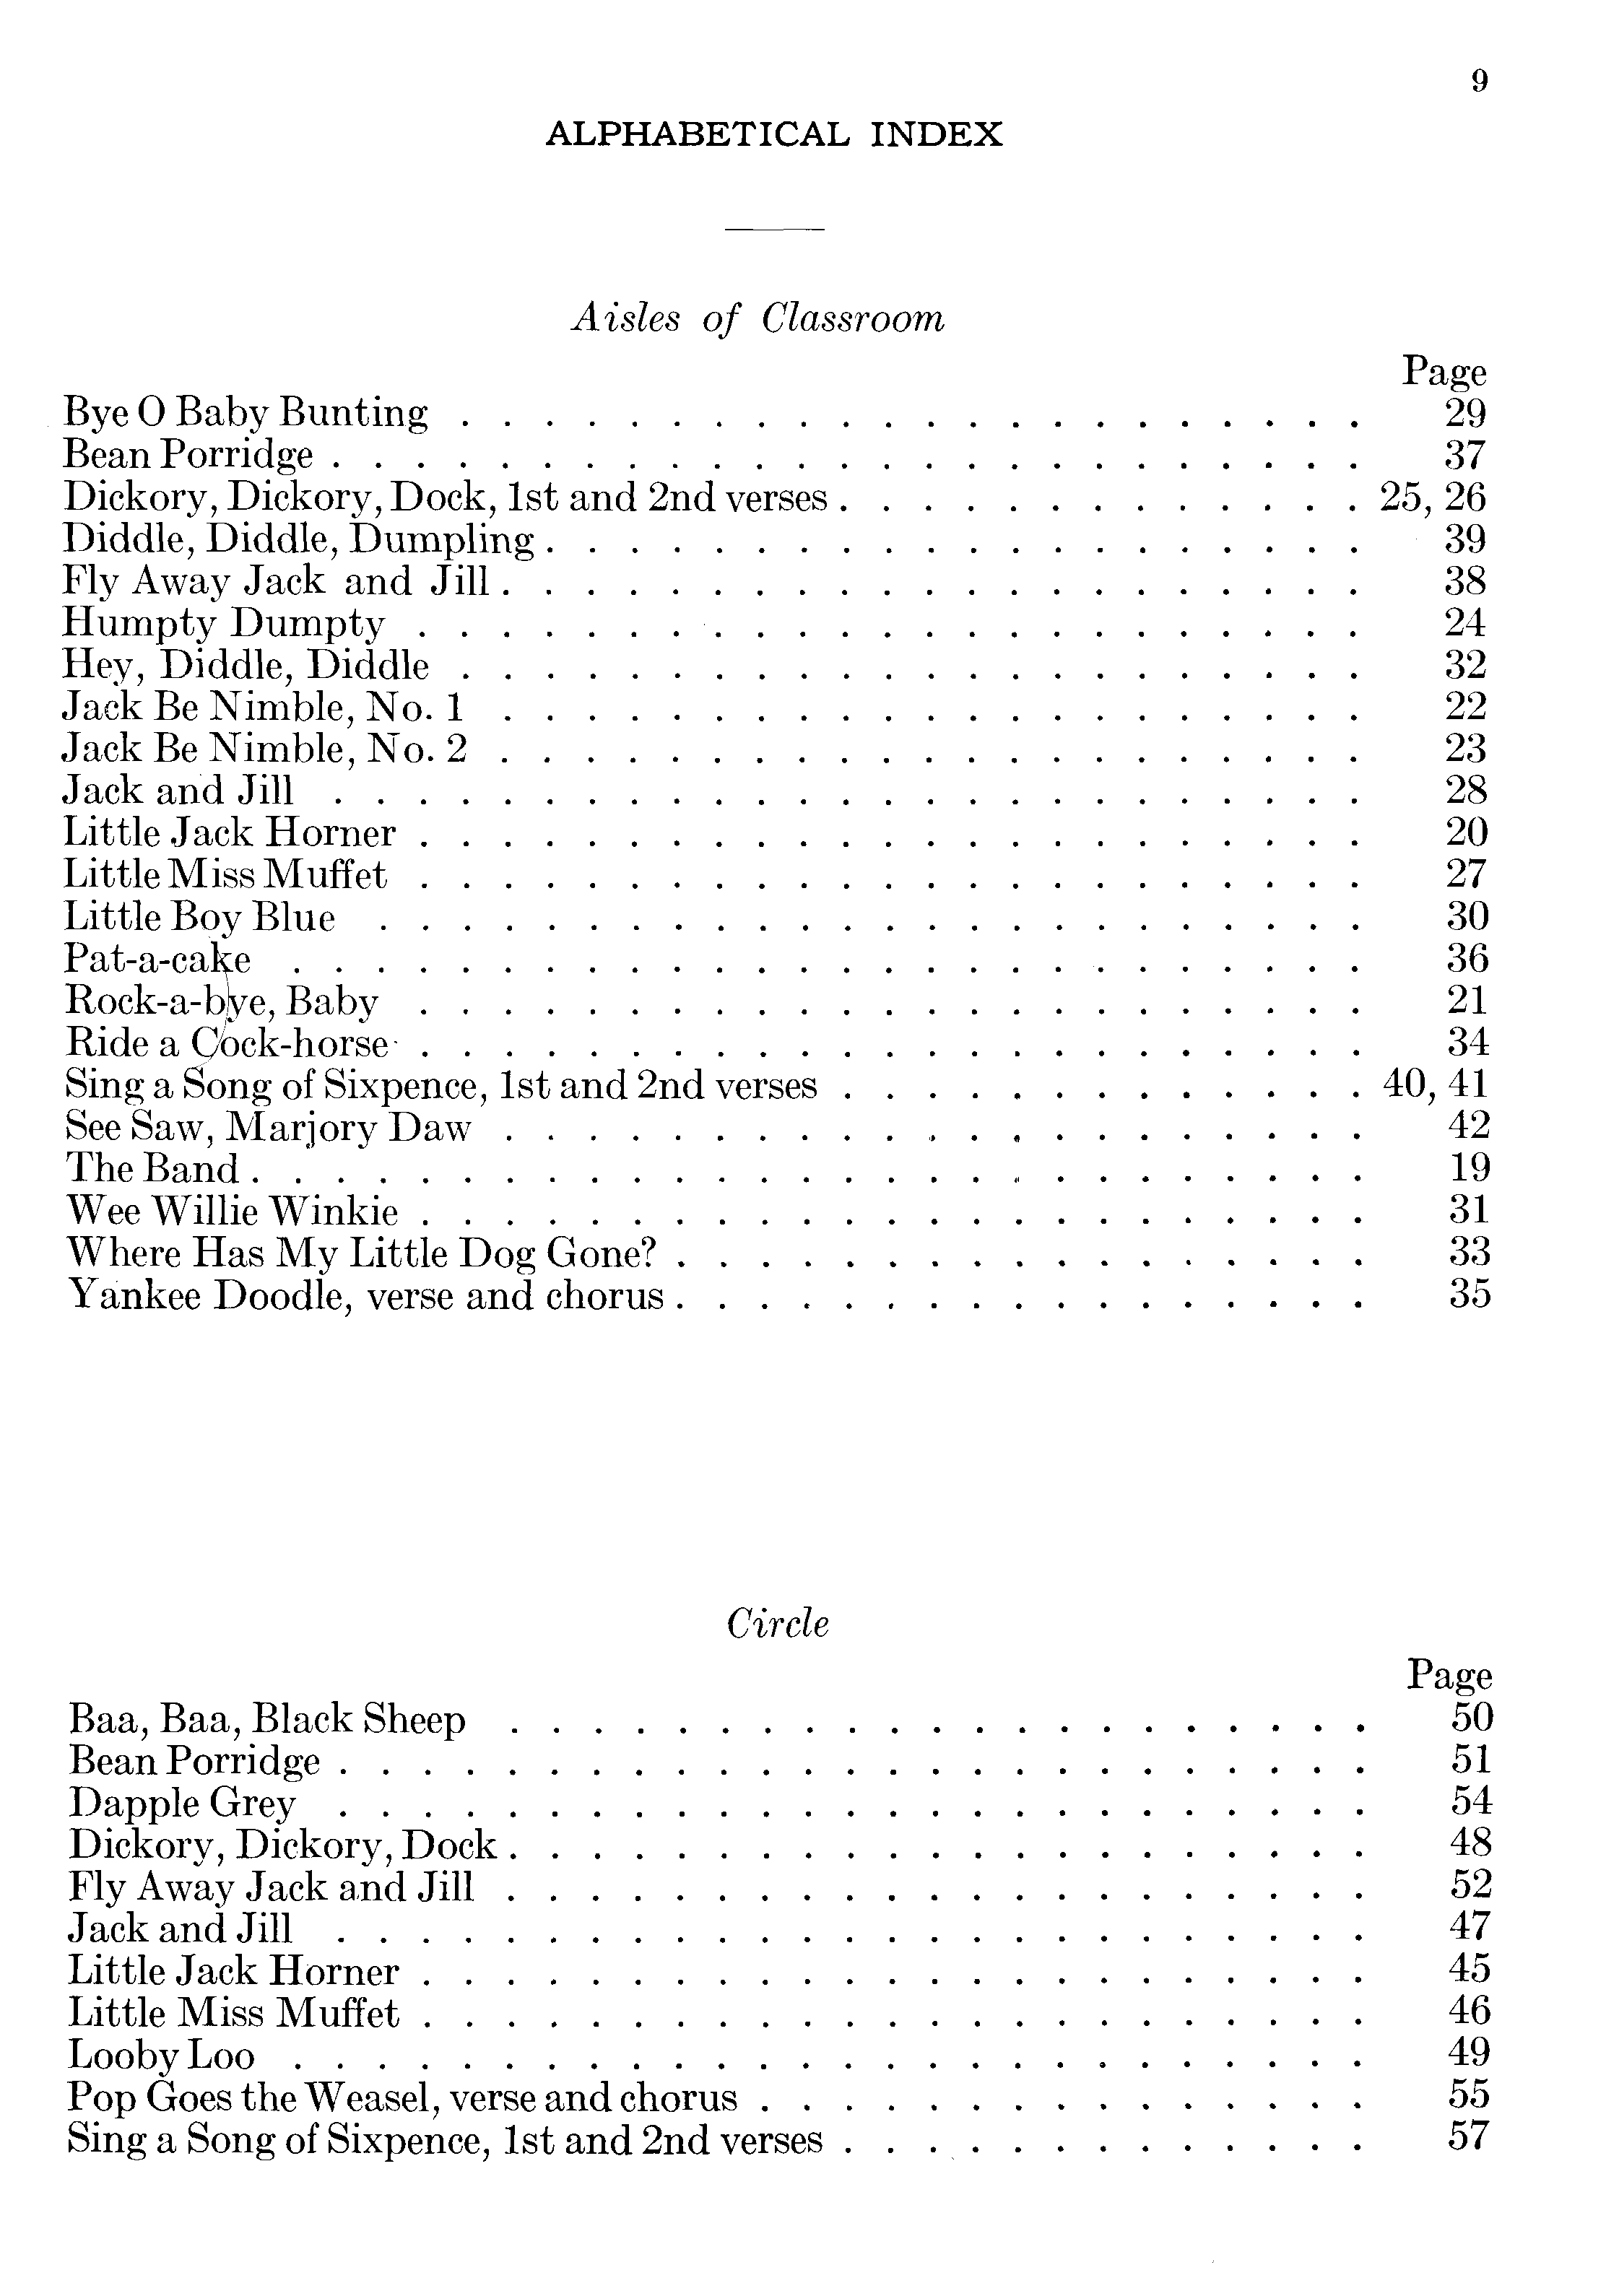 9
ALPHABETICAL INDEX
Aisles of Classroom
Page
Bye O Baby Bunting . . . . . . . . . . . . . . . . . . . . . . 29
Bean Porridge . . . . . . . . . . . . . . . . . . . . . . . . . 37
Dickory, Dickory, Dock, 1st and 2nd verses . . . . . . . . . . . . . 25, 26
Diddle, Diddle, Dumpling . . . . . . . . . . . . . . . . . . . . 39
Fly Away Jack and Jill . . . . . . . . . . . . . . . . . . . . . 38
Humpty Dumpty . . . . . . . . . . . . . . . . . . . . . . . 24
Hey, Diddle, Diddle . . . . . . . . . . . . . . . . . . . . . . 32
Jack Be Nimble, No. 1 . . . . . . . . . . . . . . . . . . . . . 22
Jack Be Nimble, No. 2 . . . . . . . . . . . . . . . . . . . . . 23
Jack and Jill . . . . . . . . . . . . . . . . . . . . . . . . . 28
Little Jack Horner . . . . . . . . . . . . . . . . . . . . . . . 20
Little Miss Muffet . . . . . . . . . . . . . . . . . . . . . . . 27
Little Boy Blue . . . . . . . . . . . . . . . . . . . . . . . . 30
Pat-a-cake . . . . . . . . . . . . . . . . . . . . . . . . . . 36
Rock-a-bye, Baby . . . . . . . . . . . . . . . . . . . . . . . 21
Ride a Cock-horse . . . . . . . . . . . . . . . . . . . . . . . 34
Sing a Song of Sixpence, 1st and 2nd verses . . . . . . . . . . . . . 40, 41
See Saw, Marjory Daw . . . . . . . . . . . . . . . . . . . . . 42
The Band . . . . . . . . . . . . . . . . . . . . . . . . . . . 19
Wee Willie Winkie . . . . . . . . . . . . . . . . . . . . . . . 31
Where Has My Little Dog Gone? . . . . . . . . . . . . . . . . . 33
Yankee Doodle, verse and chorus . . . . . . . . . . . . . . . . . 35
Circle
Page
Baa, Baa, Black Sheep . . . . . . . . . . . . . . . . . . . . . 50
Bean Porridge . . . . . . . . . . . . . . . . . . . . . . . . . 51
Dapple Grey . . . . . . . . . . . . . . . . . . . . . . . . . 54
Dickory, Dickory, Dock . . . . . . . . . . . . . . . . . . . . . 48
Fly Away Jack and Jill . . . . . . . . . . . . . . . . . . . . . 52
Jack and Jill . . . . . . . . . . . . . . . . . . . . . . . . . 47
Little Jack Horner . . . . . . . . . . . . . . . . . . . . . . . 45
Little Miss Muffet . . . . . . . . . . . . . . . . . . . . . . . 46
Looby Loo . . . . . . . . . . . . . . . . . . . . . . . . . . 49
Pop Goes the Weasel, verse and chorus . . . . . . . . . . . . . . . 55
Sing a Song of Sixpence, 1st and 2nd verses . . . . . . . . . . . . . 57